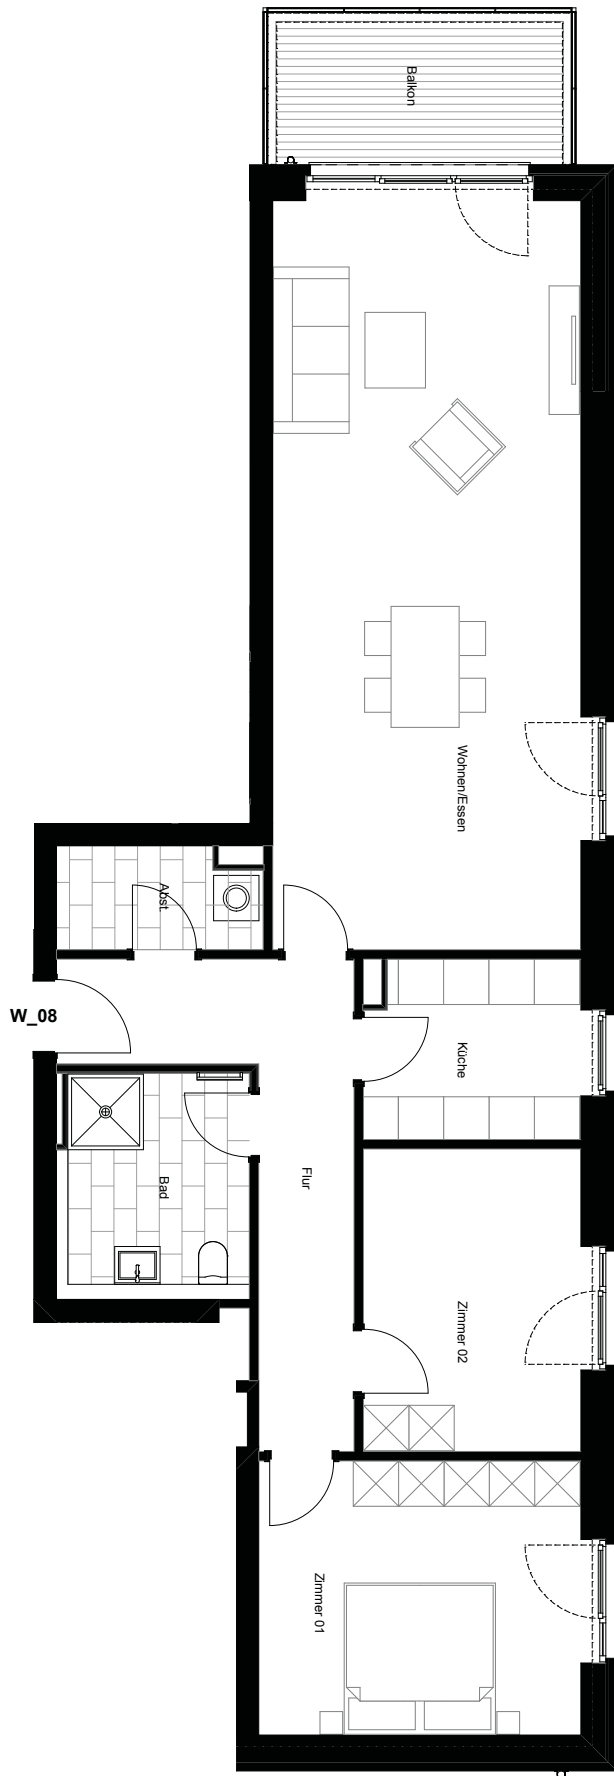 Balkon
Wohnen/Essen
Abst.
W_08
Küche
Flur
Bad
Zimmer 02
Zimmer 01